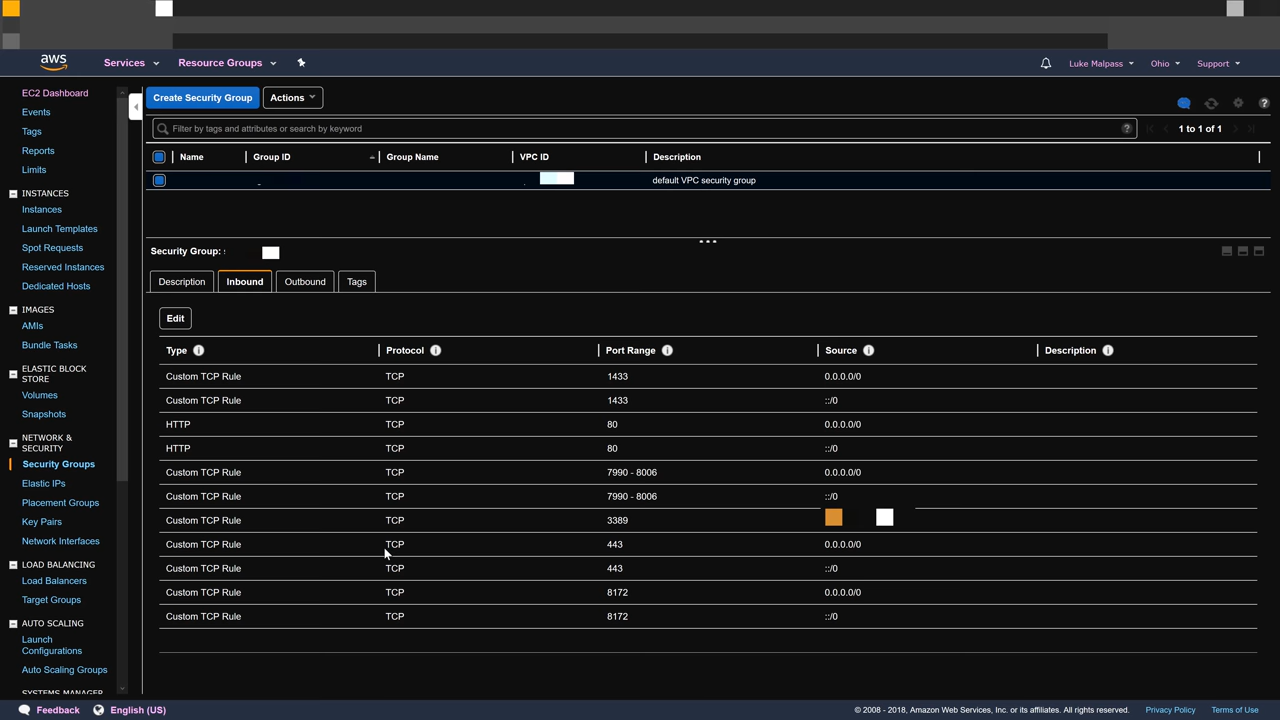 aws Services Resource Groups Luke Malpass Ohio Support
EC2 Dashboard
Events
Tags
Reports
Limits
INSTANCES
Instances
Launch Templates
Spot Requests
Reserved Instances
Dedicated Hosts
IMAGES
AMIs
Bundle Tasks
ELASTIC BLOCK
STORE
Volumes
Snapshots
NETWORK &
SECURITY
Security Groups
Elastic IPs
Placement Groups
Key Pairs
Network Interfaces
LOAD BALANCING
Load Balancers
Target Groups
AUTO SCALING
Launch
Configurations
Auto Scaling Groups
SYSTEMS MANAGER
Create Security Group Actions
Filter by tags and attributes or search by keyword 1 to 1 of 1
Name Group ID Group Name VPC ID Description
default VPC security group
Security Group:
Description Inbound Outbound Tags
Edit
Type Protocol Port Range Source Description
Custom TCP Rule TCP 1433 0.0.0.0/0
Custom TCP Rule TCP 1433 ::/0
HTTP TCP 80 0.0.0.0/0
HTTP TCP 80 ::/0
Custom TCP Rule TCP 7990 - 8006 0.0.0.0/0
Custom TCP Rule TCP 7990 - 8006 ::/0
Custom TCP Rule TCP 3389
Custom TCP Rule TCP 443 0.0.0.0/0
Custom TCP Rule TCP 443 ::/0
Custom TCP Rule TCP 8172 0.0.0.0/0
Custom TCP Rule TCP 8172 ::/0
Feedback English (US) © 2008 - 2018, Amazon Web Services, Inc. or its affiliates. All rights reserved. Privacy Policy Terms of Use